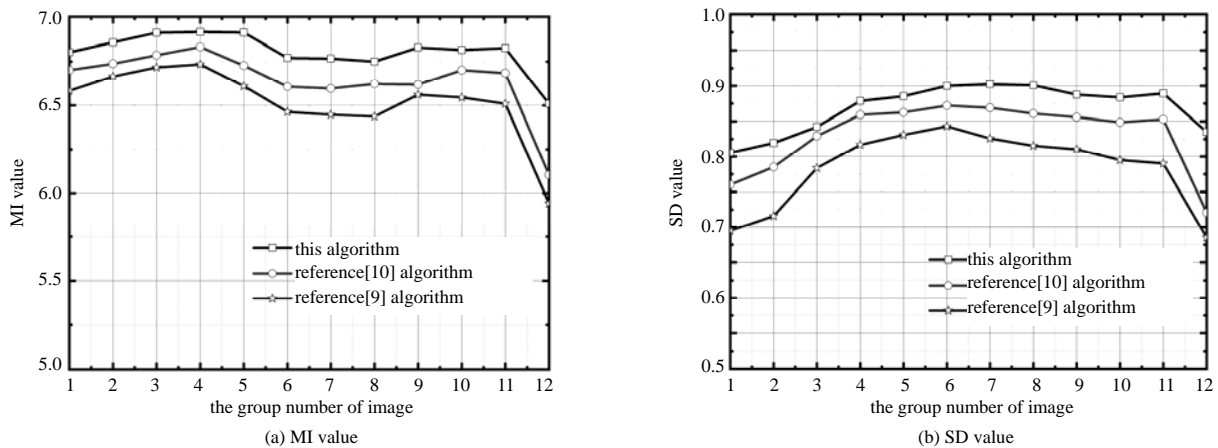 7.0
6.5
6.0
5.5
5.0
MI value
this algorithm
reference[10] algorithm
reference[9] algorithm
1 2 3 4 5 6 7 8 9 10 11 12
the group number of image
(a) MI value
1.0
0.9
0.8
0.7
0.6
0.5
SD value
this algorithm
reference[10] algorithm
reference[9] algorithm
1 2 3 4 5 6 7 8 9 10 11 12
the group number of image
(b) SD value